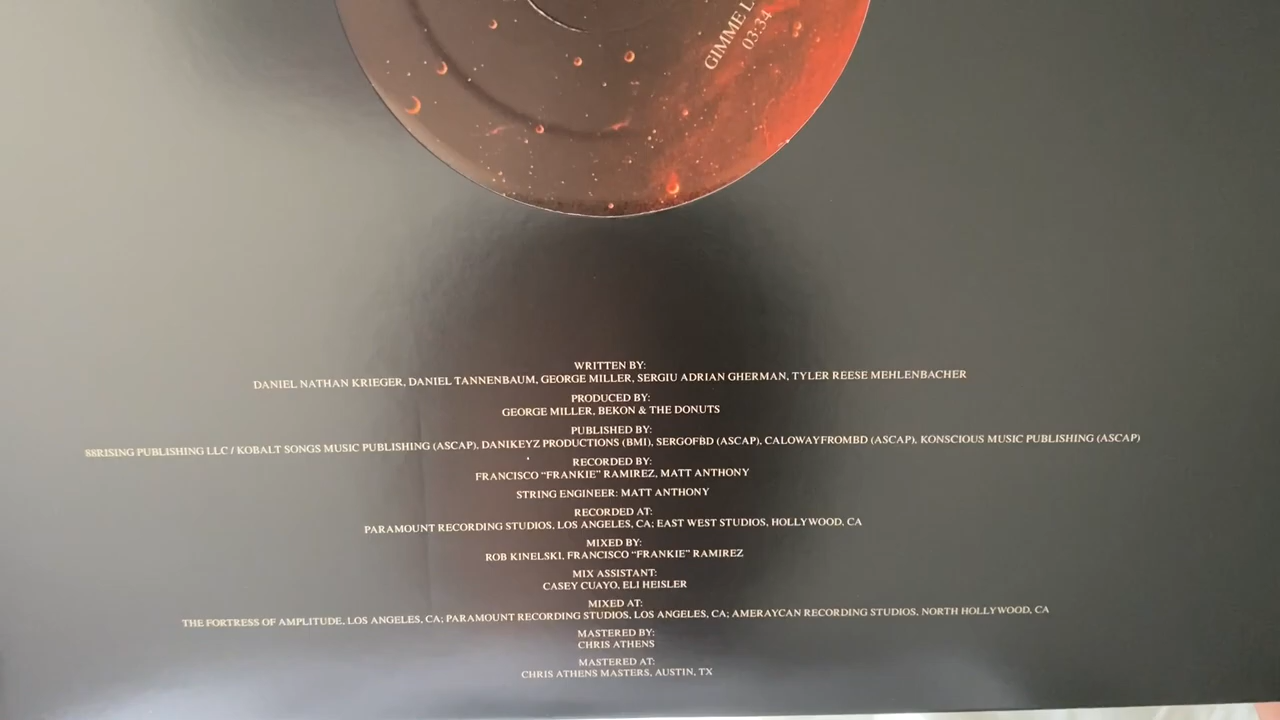 GIMME
03:34
WRITTEN BY:
DANIEL NATHAN KRIEGER, DANIEL TANNENBAUM, GEORGE MILLER, SERGIU ADRIAN GHERMAN, TYLER REESE MEHLENBACHER
PRODUCED BY:
GEORGE MILLER, BEKON & THE DONUTS
PUBLISHED BY:
88RISING PUBLISHING LLC / KOBALT SONGS MUSIC PUBLISHING (ASCAP), DANIKEYZ PRODUCTIONS (BMI), SERGOFBD (ASCAP), CALOWAYFROMBD (ASCAP), KONSCIOUS MUSIC PUBLISHING (ASCAP)
RECORDED BY:
FRANCISCO “FRANKIE” RAMIREZ, MATT ANTHONY
STRING ENGINEER: MATT ANTHONY
RECORDED AT:
PARAMOUNT RECORDING STUDIOS, LOS ANGELES, CA; EAST WEST STUDIOS, HOLLYWOOD, CA
MIXED BY:
ROB KINELSKI, FRANCISCO “FRANKIE” RAMIREZ
MIX ASSISTANT:
CASEY CUAYO, ELI HEISLER
MIXED AT:
THE FORTRESS OF AMPLITUDE, LOS ANGELES, CA; PARAMOUNT RECORDING STUDIOS, LOS ANGELES, CA; AMERAYCAN RECORDING STUDIOS, NORTH HOLLYWOOD, CA
MASTERED BY:
CHRIS ATHENS
MASTERED AT:
CHRIS ATHENS MASTERS, AUSTIN, TX